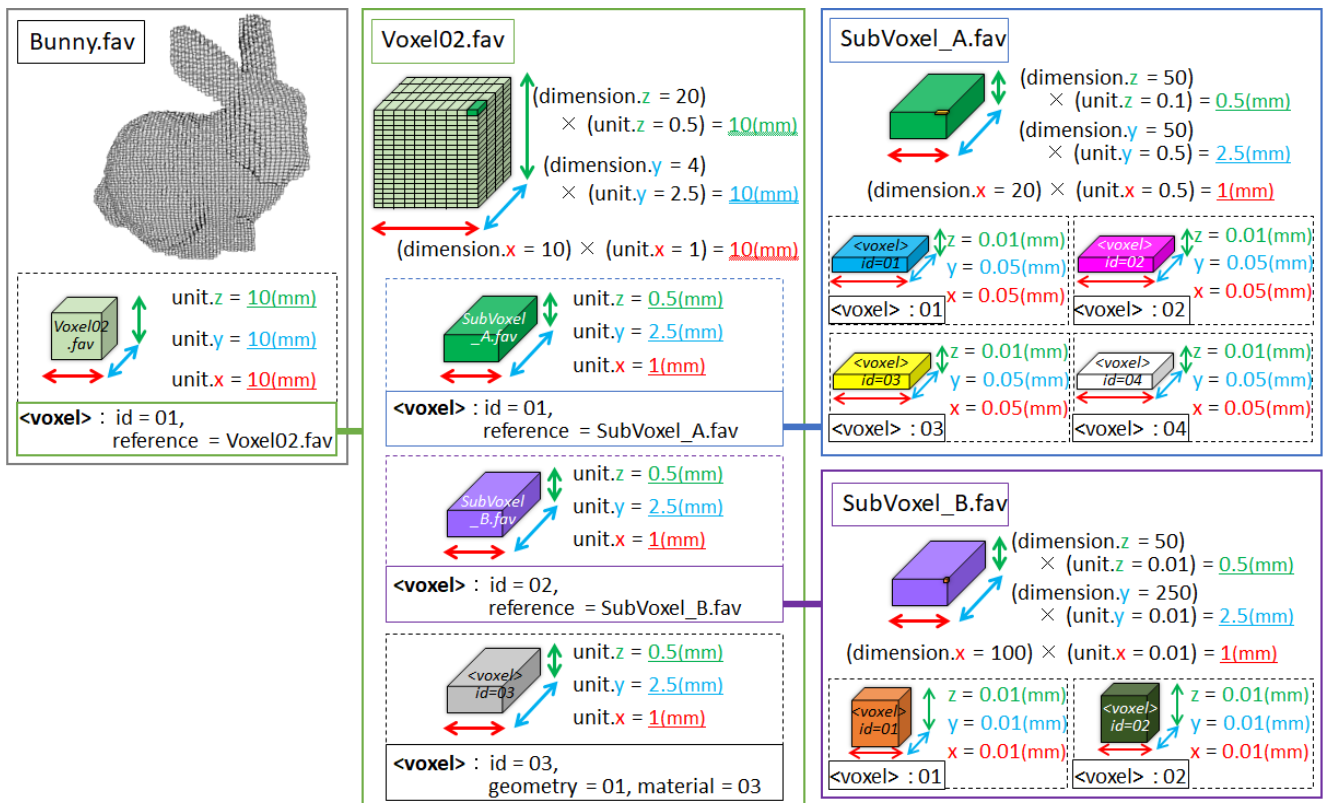 Bunny.fav
Voxel02
.fav
unit.z = 10(mm)
unit.y = 10(mm)
unit.x = 10(mm)
<voxel> : id = 01,
reference = Voxel02.fav
Voxel02.fav
(dimension.z = 20)
× (unit.z = 0.5) = 10(mm)
(dimension.y = 4)
× (unit.y = 2.5) = 10(mm)
(dimension.x = 10) × (unit.x = 1) = 10(mm)
SubVoxel
_A.fav
unit.z = 0.5(mm)
unit.y = 2.5(mm)
unit.x = 1(mm)
<voxel> : id = 01,
reference = SubVoxel_A.fav
SubVoxel
_B.fav
unit.z = 0.5(mm)
unit.y = 2.5(mm)
unit.x = 1(mm)
<voxel> : id = 02,
reference = SubVoxel_B.fav
<voxel>
id=03
unit.z = 0.5(mm)
unit.y = 2.5(mm)
unit.x = 1(mm)
<voxel> : id = 03,
geometry = 01, material = 03
SubVoxel_A.fav
(dimension.z = 50)
× (unit.z = 0.1) = 0.5(mm)
(dimension.y = 50)
× (unit.y = 0.5) = 2.5(mm)
(dimension.x = 20) × (unit.x = 0.5) = 1(mm)
<voxel>
id=01
z = 0.01(mm)
y = 0.05(mm)
x = 0.05(mm)
<voxel> : 01
<voxel>
id=02
z = 0.01(mm)
y = 0.05(mm)
x = 0.05(mm)
<voxel> : 02
<voxel>
id=03
z = 0.01(mm)
y = 0.05(mm)
x = 0.05(mm)
<voxel> : 03
<voxel>
id=04
z = 0.01(mm)
y = 0.05(mm)
x = 0.05(mm)
<voxel> : 04
SubVoxel_B.fav
(dimension.z = 50)
× (unit.z = 0.01) = 0.5(mm)
(dimension.y = 250)
× (unit.y = 0.01) = 2.5(mm)
(dimension.x = 100) × (unit.x = 0.01) = 1(mm)
<voxel>
id=01
z = 0.01(mm)
y = 0.01(mm)
x = 0.01(mm)
<voxel> : 01
<voxel>
id=02
z = 0.01(mm)
y = 0.01(mm)
x = 0.01(mm)
<voxel> : 02